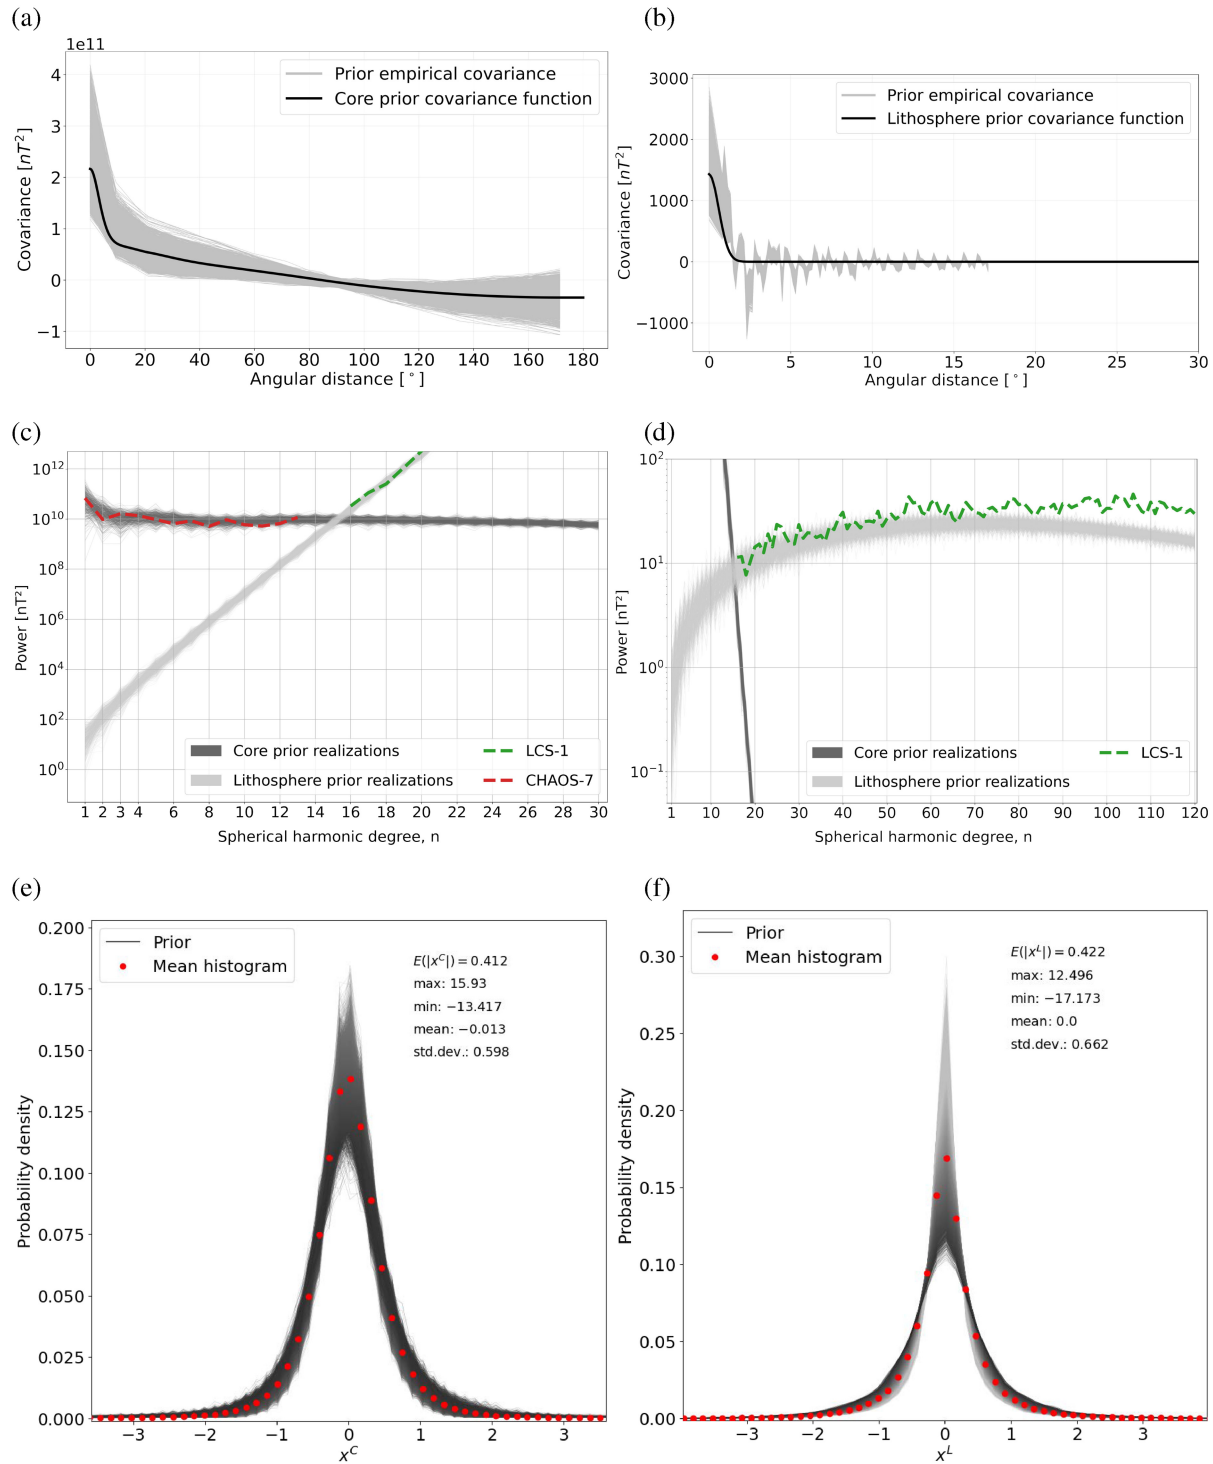 (a)
1e11
4
3
2
1
0
−1
Covariance [nT²]
Prior empirical covariance
Core prior covariance function
0 20 40 60 80 100 120 140 160 180
Angular distance [°]
(b)
3000
2000
1000
0
−1000
Covariance [nT²]
Prior empirical covariance
Lithosphere prior covariance function
0 5 10 15 20 25 30
Angular distance [°]
(c)
10¹²
10¹⁰
10⁸
10⁶
10⁴
10²
10⁰
Power [nT²]
Core prior realizations
Lithosphere prior realizations
LCS-1
CHAOS-7
1 2 3 4 6 8 10 12 14 16 18 20 22 24 26 28 30
Spherical harmonic degree, n
(d)
10²
10¹
10⁰
10⁻¹
Power [nT²]
Core prior realizations
Lithosphere prior realizations
LCS-1
1 10 20 30 40 50 60 70 80 90 100 110 120
Spherical harmonic degree, n
(e)
0.200
0.175
0.150
0.125
0.100
0.075
0.050
0.025
0.000
Probability density
Prior
Mean histogram
E(|x^C|) = 0.412
max: 15.93
min: −13.417
mean: −0.013
std.dev.: 0.598
−3 −2 −1 0 1 2 3
x^C
(f)
0.30
0.25
0.20
0.15
0.10
0.05
0.00
Probability density
Prior
Mean histogram
E(|x^L|) = 0.422
max: 12.496
min: −17.173
mean: 0.0
std.dev.: 0.662
−3 −2 −1 0 1 2 3
x^L